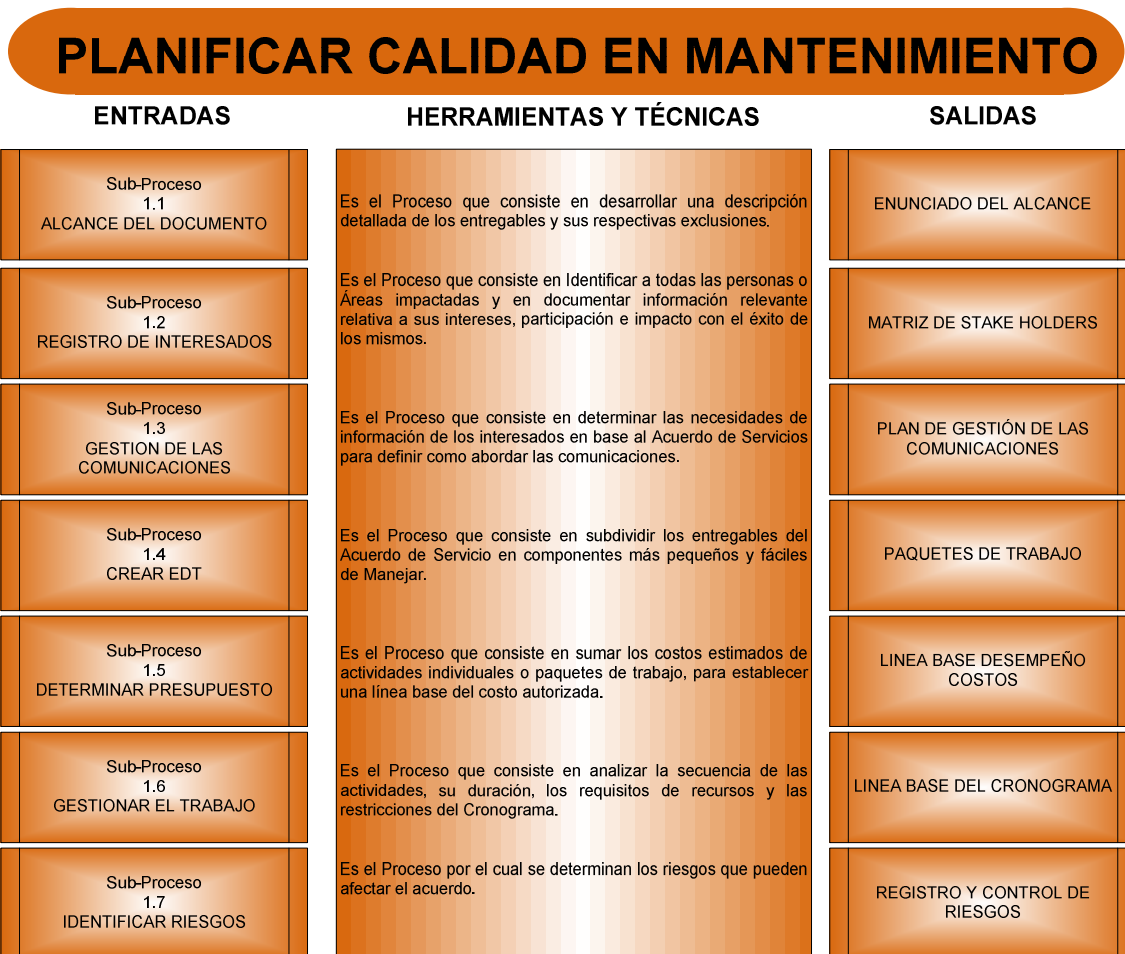 PLANIFICAR CALIDAD EN MANTENIMIENTO
ENTRADAS
HERRAMIENTAS Y TÉCNICAS
SALIDAS
Sub-Proceso
1.1
ALCANCE DEL DOCUMENTO
Es el Proceso que consiste en desarrollar una descripción
detallada de los entregables y sus respectivas exclusiones.
ENUNCIADO DEL ALCANCE
Sub-Proceso
1.2
REGISTRO DE INTERESADOS
Es el Proceso que consiste en Identificar a todas las personas o
Áreas impactadas y en documentar información relevante
relativa a sus intereses, participación e impacto con el éxito de
los mismos.
MATRIZ DE STAKE HOLDERS
Sub-Proceso
1.3
GESTION DE LAS
COMUNICACIONES
Es el Proceso que consiste en determinar las necesidades de
información de los interesados en base al Acuerdo de Servicios
para definir como abordar las comunicaciones.
PLAN DE GESTIÓN DE LAS
COMUNICACIONES
Sub-Proceso
1.4
CREAR EDT
Es el Proceso que consiste en subdividir los entregables del
Acuerdo de Servicio en componentes más pequeños y fáciles
de Manejar.
PAQUETES DE TRABAJO
Sub-Proceso
1.5
DETERMINAR PRESUPUESTO
Es el Proceso que consiste en sumar los costos estimados de
actividades individuales o paquetes de trabajo, para establecer
una línea base del costo autorizada.
LINEA BASE DESEMPEÑO
COSTOS
Sub-Proceso
1.6
GESTIONAR EL TRABAJO
Es el Proceso que consiste en analizar la secuencia de las
actividades, su duración, los requisitos de recursos y las
restricciones del Cronograma.
LINEA BASE DEL CRONOGRAMA
Sub-Proceso
1.7
IDENTIFICAR RIESGOS
Es el Proceso por el cual se determinan los riesgos que pueden
afectar el acuerdo.
REGISTRO Y CONTROL DE
RIESGOS